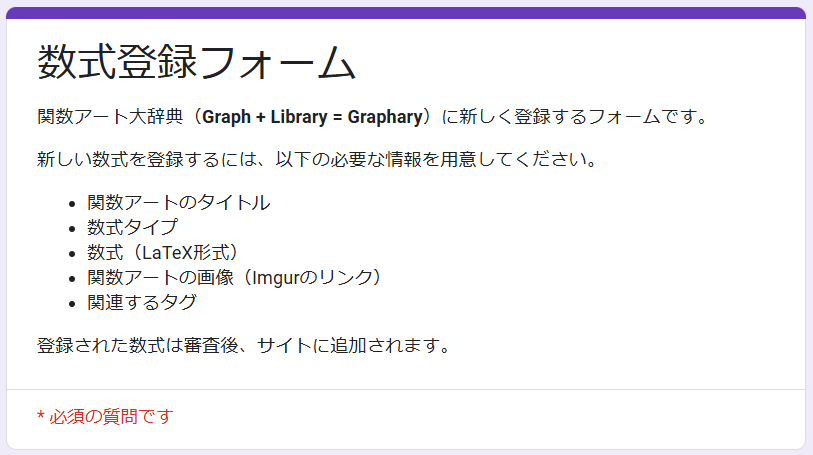 数式登録フォーム
関数アート大辞典（Graph + Library = Graphary）に新しく登録するフォームです。
新しい数式を登録するには、以下の必要な情報を用意してください。
• 関数アートのタイトル
• 数式タイプ
• 数式（LaTeX形式）
• 関数アートの画像（Imgurのリンク）
• 関連するタグ
登録された数式は審査後、サイトに追加されます。
* 必須の質問です